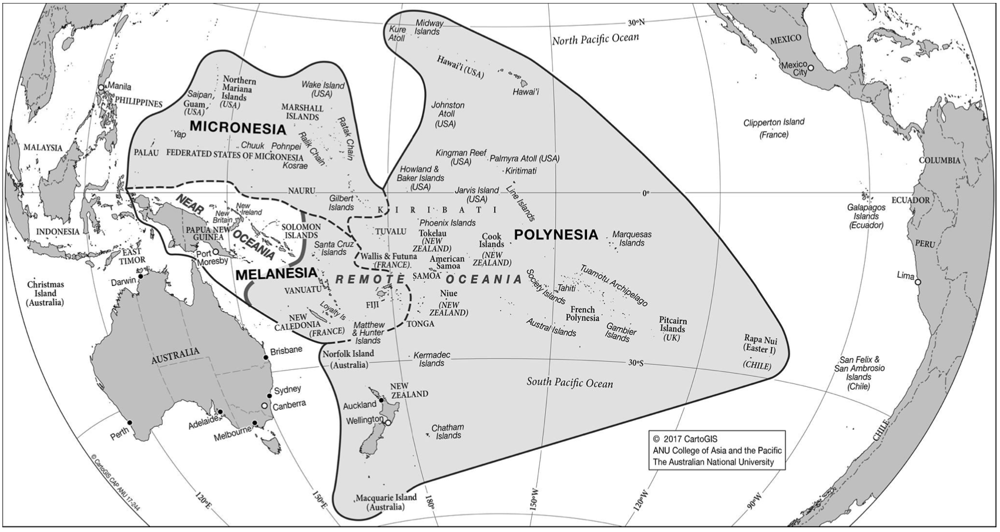 Kure
Atoll
Midway
Islands
30ºN
North Pacific Ocean
MEXICO
Mexico
City
Hawai'i (USA)
Hawai'i
Manila
PHILIPPINES
Saipan
Guam
(USA)
Northern
Mariana
Islands
(USA)
Wake Island
(USA)
MARSHALL
ISLANDS
Johnston
Atoll
(USA)
Clipperton Island
(France)
MICRONESIA
Ratak Chain
Ralik Chain
Yap
Chuuk
Pohnpei
MALAYSIA
PALAU
FEDERATED STATES OF MICRONESIA
Kosrae
Kingman Reef
(USA)
Palmyra Atoll (USA)
Kiritimati
COLUMBIA
Howland &
Baker Islands
(USA)
NAURU
Jarvis Island
(USA)
Line Islands
0º
NEAR
OCEANIA
New
Ireland
New
Britain
Gilbert
Islands
KIRIBATI
Galapagos
Islands
(Ecuador)
ECUADOR
INDONESIA
PAPUA NEW
GUINEA
SOLOMON
ISLANDS
TUVALU
Phoenix Islands
Tokelau
(NEW
ZEALAND)
Cook
Islands
(NEW
ZEALAND)
POLYNESIA
Marquesas
Islands
PERU
EAST
TIMOR
Port
Moresby
Santa Cruz
Islands
Wallis & Futuna
(FRANCE)
American
Samoa
SAMOA
MELANESIA
REMOTE OCEANIA
Darwin
Christmas
Island
(Australia)
VANUATU
FIJI
Niue
(NEW
ZEALAND)
Society Islands
Tahiti
Tuamotu Archipelago
Lima
Loyalty Is
NEW
CALEDONIA
(FRANCE)
Matthew
& Hunter
Islands
TONGA
French
Polynesia
Austral Islands
Gambier
Islands
Pitcairn
Islands
(UK)
Rapa Nui
(Easter I)
(CHILE)
AUSTRALIA
Brisbane
Norfolk Island
(Australia)
Kermadec
Islands
30ºS
San Felix &
San Ambrosio
Islands
(Chile)
South Pacific Ocean
Sydney
Canberra
NEW
ZEALAND
Auckland
Wellington
Adelaide
Melbourne
Perth
Chatham
Islands
CHILE
© 2017 CartoGIS
ANU College of Asia and the Pacific
The Australian National University
© CartoGIS CAP ANU 17-244
Macquarie Island
(Australia)
120ºE
150ºE
180º
150ºW
120ºW
90ºW